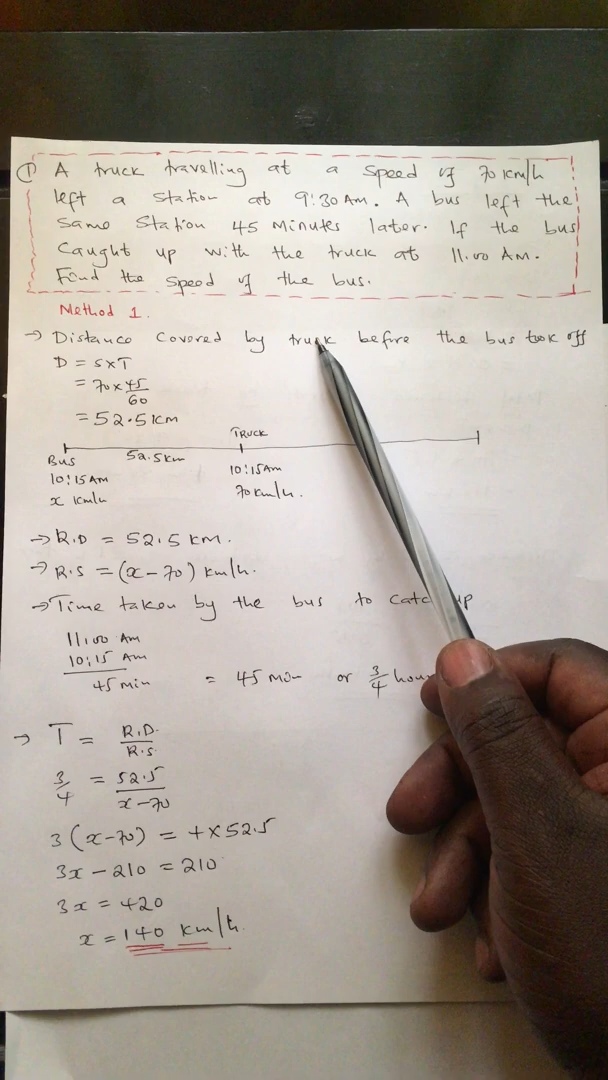 ① A truck travelling at a speed of 70 km/h
left a station at 9:30 AM. A bus left the
same station 45 minutes later. If the bus
caught up with the truck at 11.00 AM.
Find the speed of the bus.
Method 1.
→ Distance covered by truck before the bus took off
D = S×T
= 70 × 45/60
= 52.5 km
TRUCK
52.5 km
Bus
10:15 AM
10:15 AM
x km/h
70 km/h.
→ R.D = 52.5 KM.
→ R.S = (x - 70) km/h.
→ Time taken by the bus to catch up
11.00 AM
10:15 AM
45 min = 45 min or 3/4 hour
→ T = R.D./R.S
3/4 = 52.5/x-70
3(x-70) = 4×52.5
3x - 210 = 210
3x = 420
x = 140 km/h.